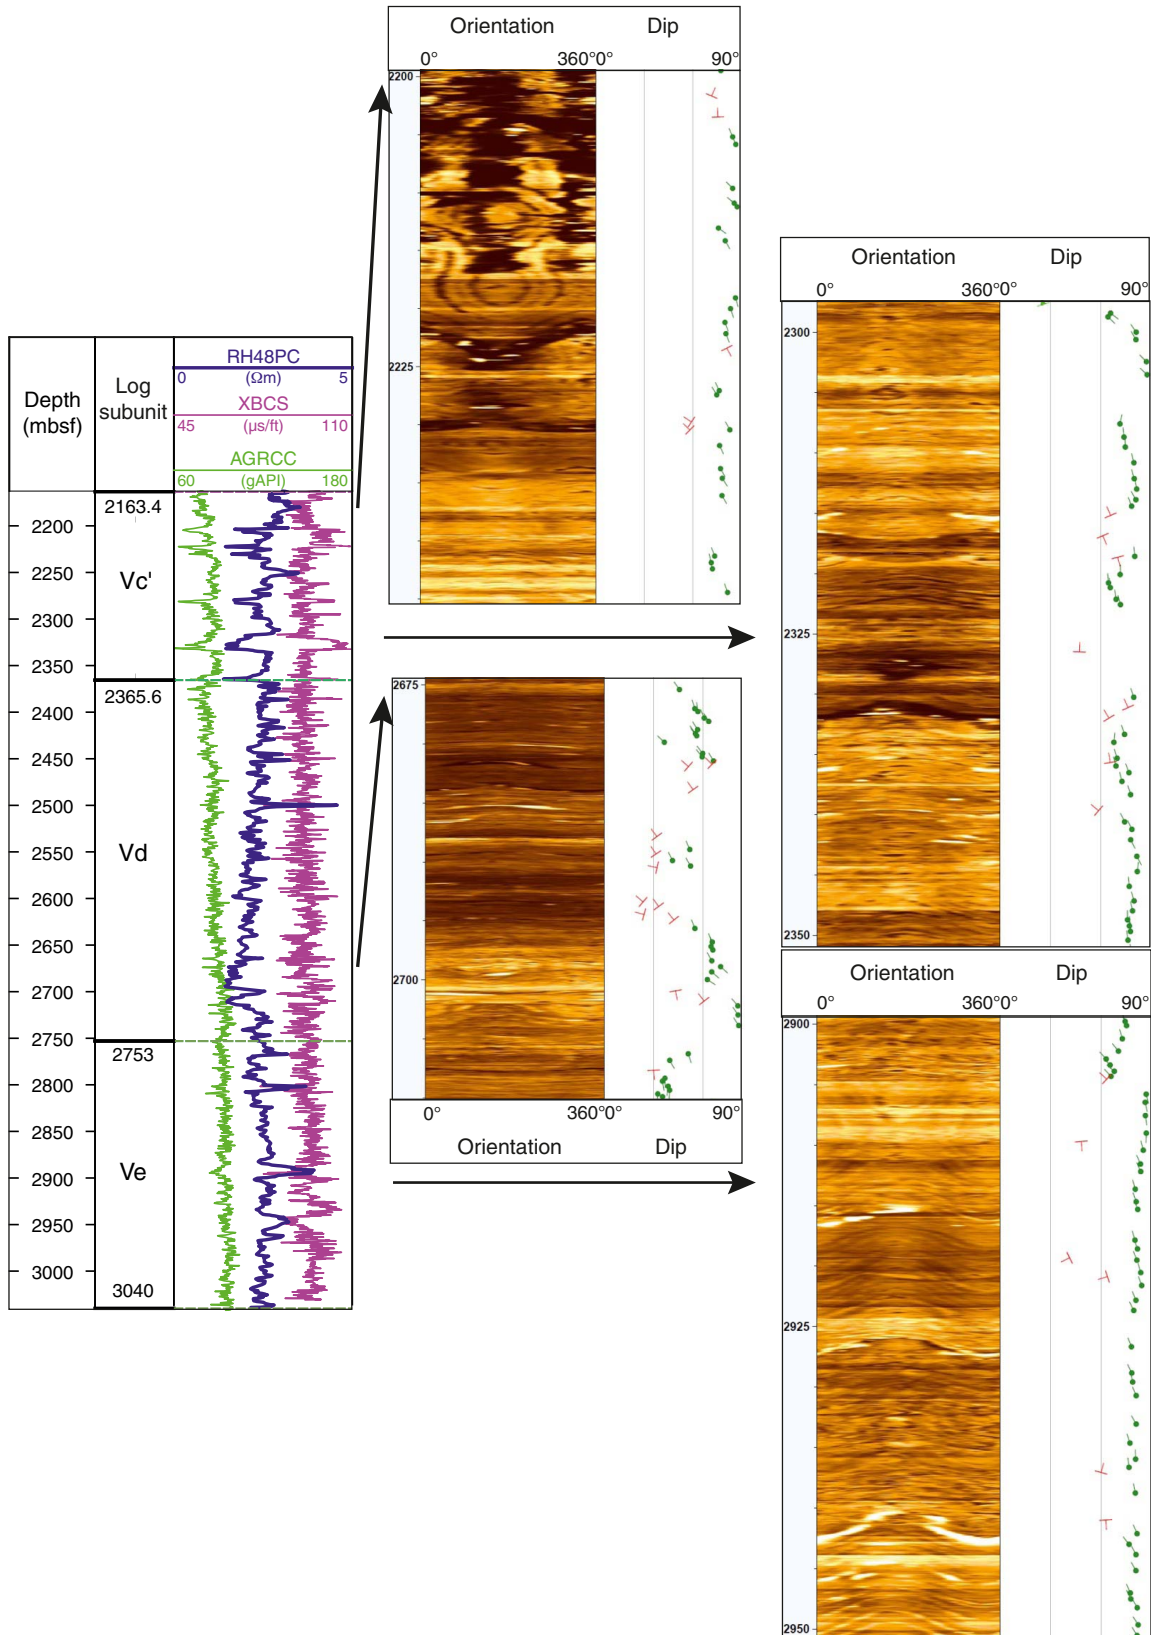 Orientation Dip
0° 360° 0° 90°
2200
2225
Orientation Dip
0° 360° 0° 90°
2300
2325
2350
Depth
(mbsf)
Log
subunit
RH48PC
0 (Ωm) 5
XBCS
45 (µs/ft) 110
AGRCC
60 (gAPI) 180
2163.4
2200
2250
Vc'
2300
2350
2365.6
2400
2450
2500
2550
Vd
2600
2650
2700
2750
2753
2800
2850
Ve
2900
2950
3000
3040
2675
2700
0° 360° 0° 90°
Orientation Dip
Orientation Dip
0° 360° 0° 90°
2900
2925
2950